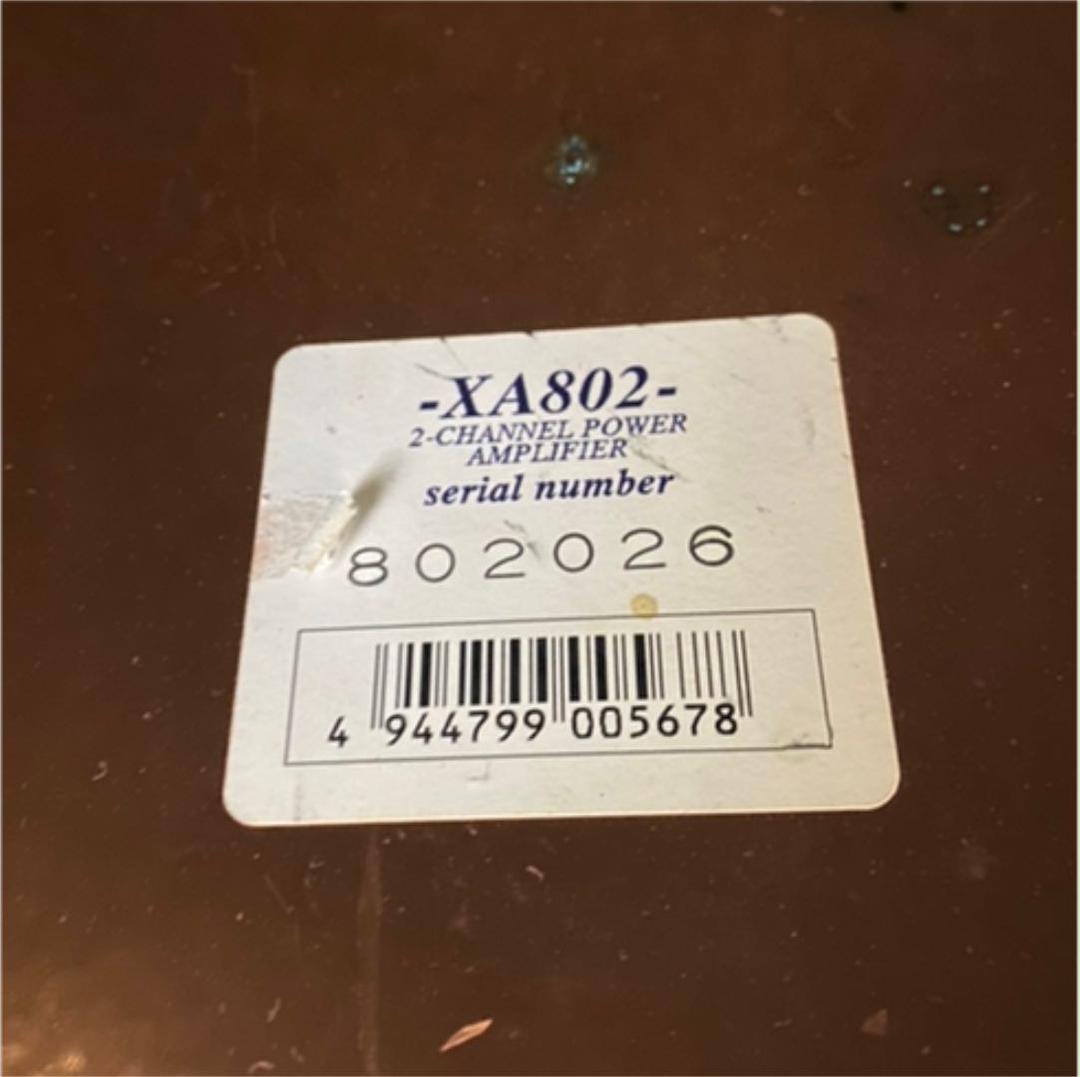 -XA802-
2-CHANNEL POWER
AMPLIFIER
serial number
802026
4 944799 005678